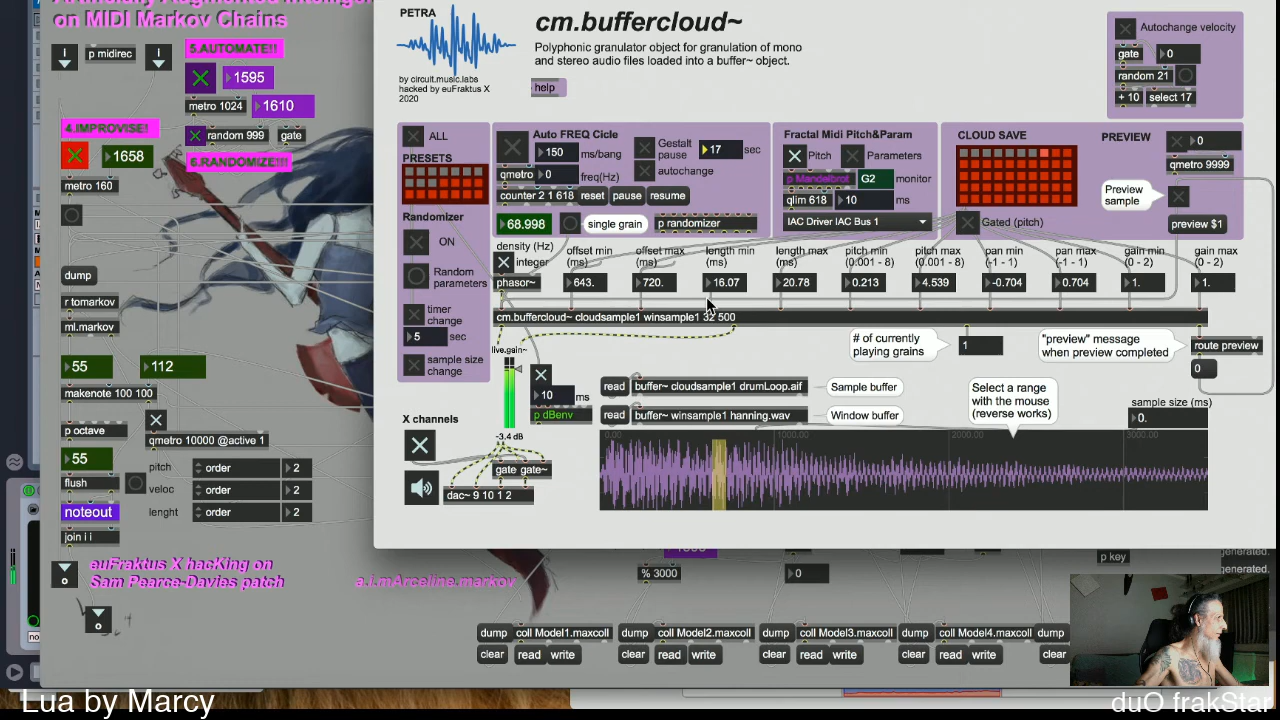 on MIDI Markov Chains
i
p midirec
i
5.AUTOMATE!!
1595
metro 1024
1610
4.IMPROVISE!
random 999
gate
1658
6.RANDOMIZE!!!
metro 160
dump
r tomarkov
ml.markov
55
112
makenote 100 100
p octave
qmetro 10000 @active 1
55
flush
pitch
order
2
veloc
order
2
noteout
lenght
order
2
join i i
o
euFraktus X hacKing on
Sam Pearce-Davies patch
o
a.i.mArceline.markov
PETRA
by circuit.music.labs
hacked by euFraktus X
2020
cm.buffercloud~
Polyphonic granulator object for granulation of mono
and stereo audio files loaded into a buffer~ object.
help
Autochange velocity
gate
0
random 21
+ 10
select 17
ALL
PRESETS
Randomizer
ON
Random
parameters
timer
change
5
sec
sample size
change
Auto FREQ Cicle
150
ms/bang
Gestalt
pause
17
sec
qmetro
0
freq(Hz)
autochange
counter 2 1 618
reset
pause
resume
68.998
single grain
p randomizer
Fractal Midi Pitch&Param
Pitch
Parameters
p Mandelbrot
G2
monitor
qlim 618
10
ms
IAC Driver IAC Bus 1
CLOUD SAVE
Gated (pitch)
PREVIEW
0
qmetro 9999
Preview
sample
preview $1
density (Hz)
integer
phasor~
offset min
(ms)
643.
offset max
(ms)
720.
length min
(ms)
16.07
length max
(ms)
20.78
pitch min
(0.001 - 8)
0.213
pitch max
(0.001 - 8)
4.539
pan min
(-1 - 1)
-0.704
pan max
(-1 - 1)
0.704
gain min
(0 - 2)
1.
gain max
(0 - 2)
1.
cm.buffercloud~ cloudsample1 winsample1 32 500
# of currently
playing grains
1
"preview" message
when preview completed
route preview
0
live.gain~
-3.4 dB
10
ms
p dBenv
read
buffer~ cloudsample1 drumLoop.aif
Sample buffer
read
buffer~ winsample1 hanning.wav
Window buffer
Select a range
with the mouse
(reverse works)
sample size (ms)
0.
X channels
gate
gate~
dac~ 9 10 1 2
0.00
1000.00
2000.00
3000.00
% 3000
0
p key
generated.
generated.
dump
coll Model1.maxcoll
dump
coll Model2.maxcoll
dump
coll Model3.maxcoll
dump
coll Model4.maxcoll
dump
clear
read
write
clear
read
write
clear
read
write
clear
read
write
clear
Lua by Marcy
duO frakStar